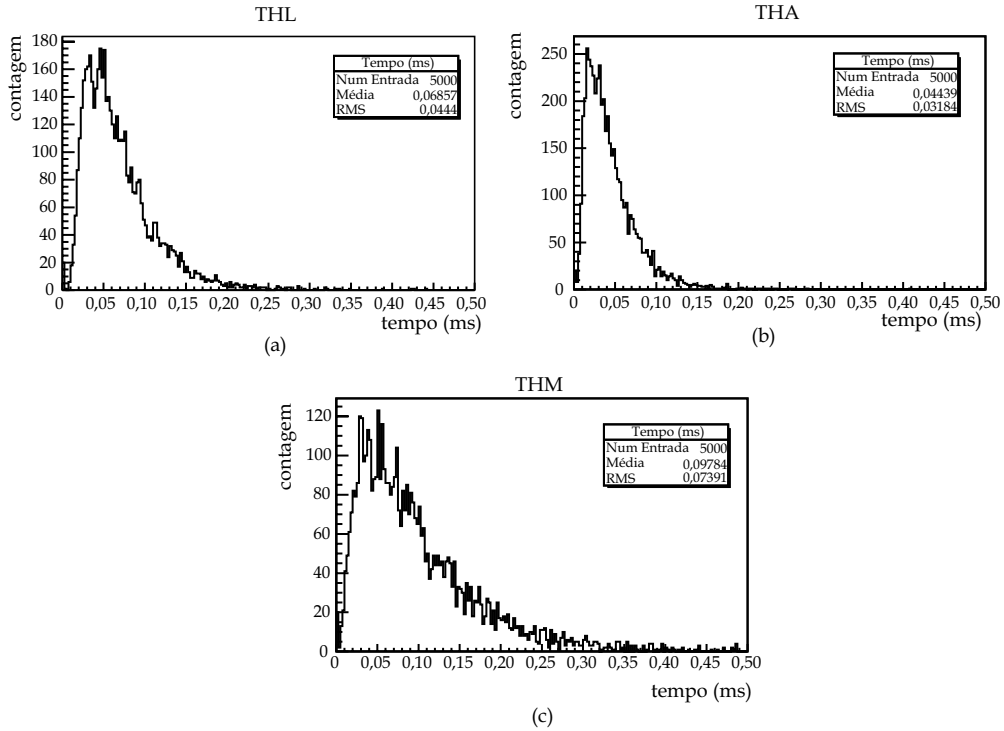 THL
contagem
180
160
140
120
100
80
60
40
20
0
0 0,05 0,10 0,15 0,20 0,25 0,30 0,35 0,40 0,45 0,50
tempo (ms)
Tempo (ms)
Num Entrada 5000
Média 0,06857
RMS 0,0444
(a)
THA
contagem
250
200
150
100
50
0
0 0,05 0,10 0,15 0,20 0,25 0,30 0,35 0,40 0,45 0,50
tempo (ms)
Tempo (ms)
Num Entrada 5000
Média 0,04439
RMS 0,03184
(b)
THM
contagem
120
100
80
60
40
20
0
0 0,05 0,10 0,15 0,20 0,25 0,30 0,35 0,40 0,45 0,50
tempo (ms)
Tempo (ms)
Num Entrada 5000
Média 0,09784
RMS 0,07391
(c)